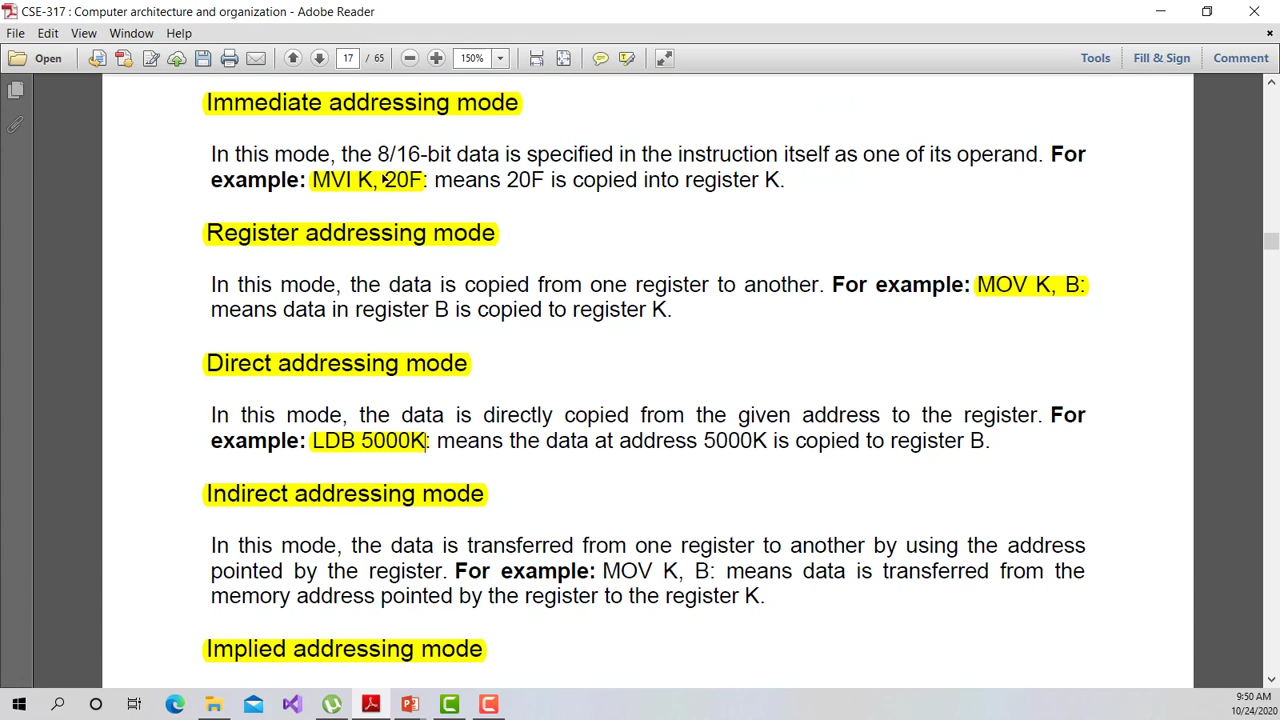 CSE-317 : Computer architecture and organization - Adobe Reader
File Edit View Window Help
Open 17 / 65 150% Tools Fill & Sign Comment
Immediate addressing mode
In this mode, the 8/16-bit data is specified in the instruction itself as one of its operand. For
example: MVI K, 20F: means 20F is copied into register K.
Register addressing mode
In this mode, the data is copied from one register to another. For example: MOV K, B:
means data in register B is copied to register K.
Direct addressing mode
In this mode, the data is directly copied from the given address to the register. For
example: LDB 5000K: means the data at address 5000K is copied to register B.
Indirect addressing mode
In this mode, the data is transferred from one register to another by using the address
pointed by the register. For example: MOV K, B: means data is transferred from the
memory address pointed by the register to the register K.
Implied addressing mode
9:50 AM
10/24/2020